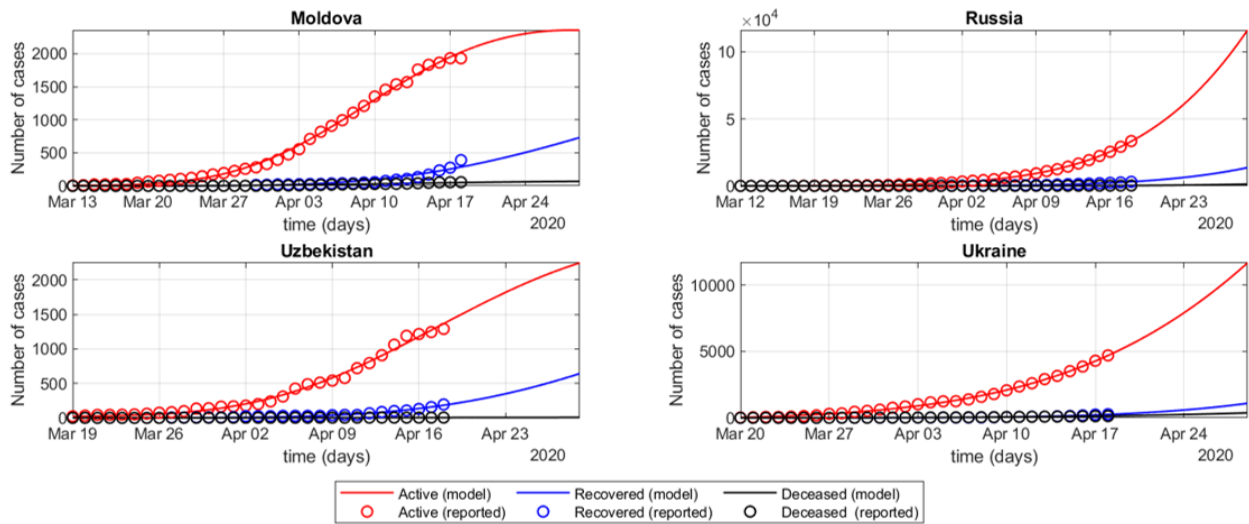 Moldova
Number of cases
2000
1500
1000
500
0
Mar 13 Mar 20 Mar 27 Apr 03 Apr 10 Apr 17 Apr 24
time (days)
2020
Russia
×10^4
Number of cases
10
5
0
Mar 12 Mar 19 Mar 26 Apr 02 Apr 09 Apr 16 Apr 23
time (days)
2020
Uzbekistan
Number of cases
2000
1500
1000
500
0
Mar 19 Mar 26 Apr 02 Apr 09 Apr 16 Apr 23
time (days)
2020
Ukraine
Number of cases
10000
5000
0
Mar 20 Mar 27 Apr 03 Apr 10 Apr 17 Apr 24
time (days)
2020
Active (model) Recovered (model) Deceased (model)
Active (reported) Recovered (reported) Deceased (reported)